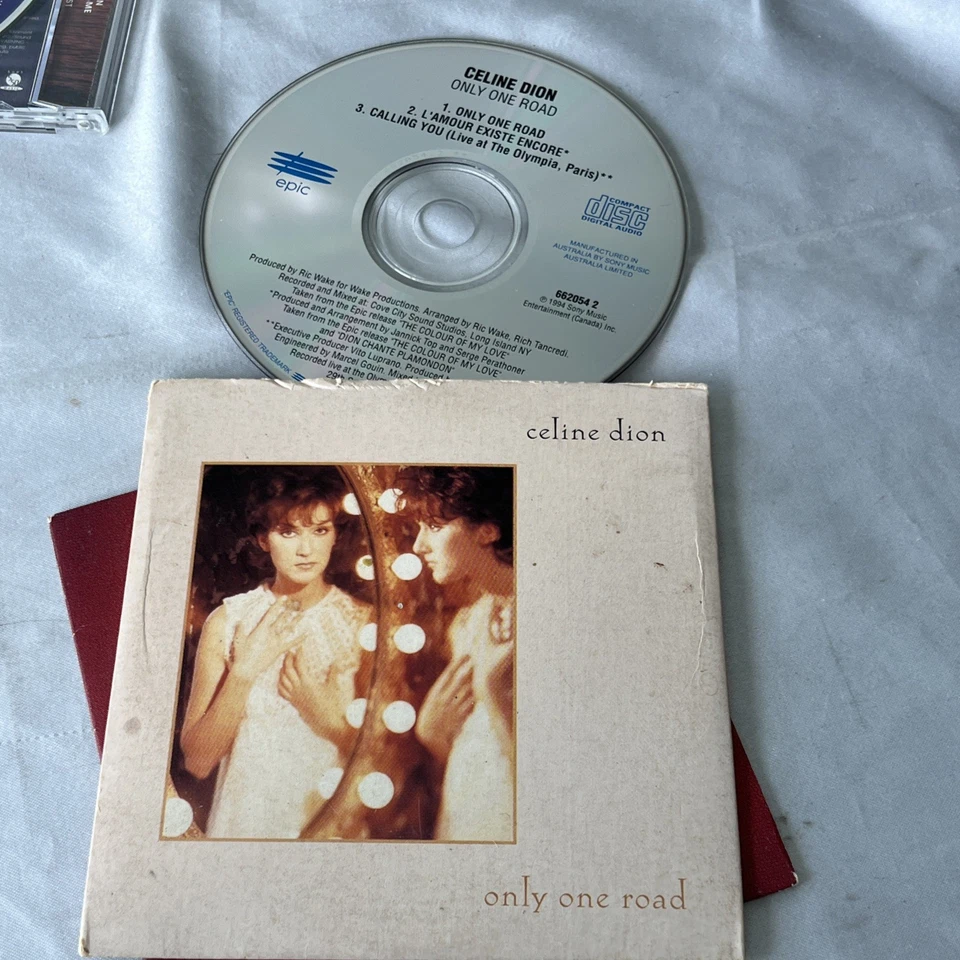 CELINE DION
ONLY ONE ROAD
1. ONLY ONE ROAD
2. L'AMOUR EXISTE ENCORE*
3. CALLING YOU (Live at The Olympia, Paris)**
epic
COMPACT
disc
DIGITAL AUDIO
MANUFACTURED IN
AUSTRALIA BY SONY MUSIC
AUSTRALIA LIMITED
662054 2
℗ 1994 Sony Music
Entertainment (Canada) Inc.
Produced by Ric Wake for Wake Productions. Arranged by Ric Wake, Rich Tancredi.
Recorded and Mixed at: Cove City Sound Studios, Long Island NY
Taken from the Epic release "THE COLOUR OF MY LOVE"
*Produced and Arrangement by Jannick Top and Serge Perathoner
Taken from the Epic release "THE COLOUR OF MY LOVE"
and "DION CHANTE PLAMONDON"
**Executive Producer Vito Luprano. Produced
Engineered by Marcel Gouin. Mixed
Recorded live at the Olym
29th
"EPIC" REGISTERED TRADEMARK
celine dion
only one road